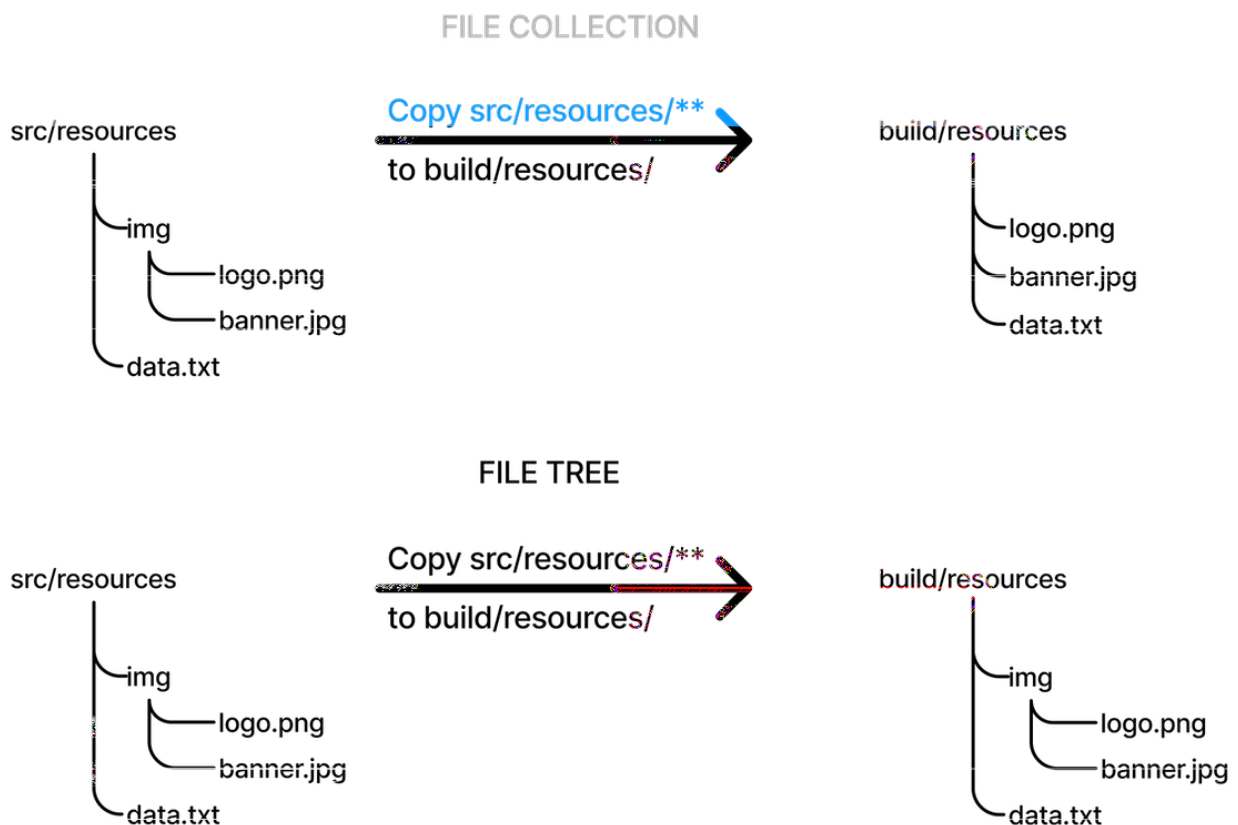 FILE COLLECTION
Copy src/resources/**
src/resources
build/resources
to build/resources/
img
logo.png
logo.png
banner.jpg
banner.jpg
data.txt
data.txt
FILE TREE
Copy src/resources/**
src/resources
build/resources
to build/resources/
img
img
logo.png
logo.png
banner.jpg
banner.jpg
data.txt
data.txt